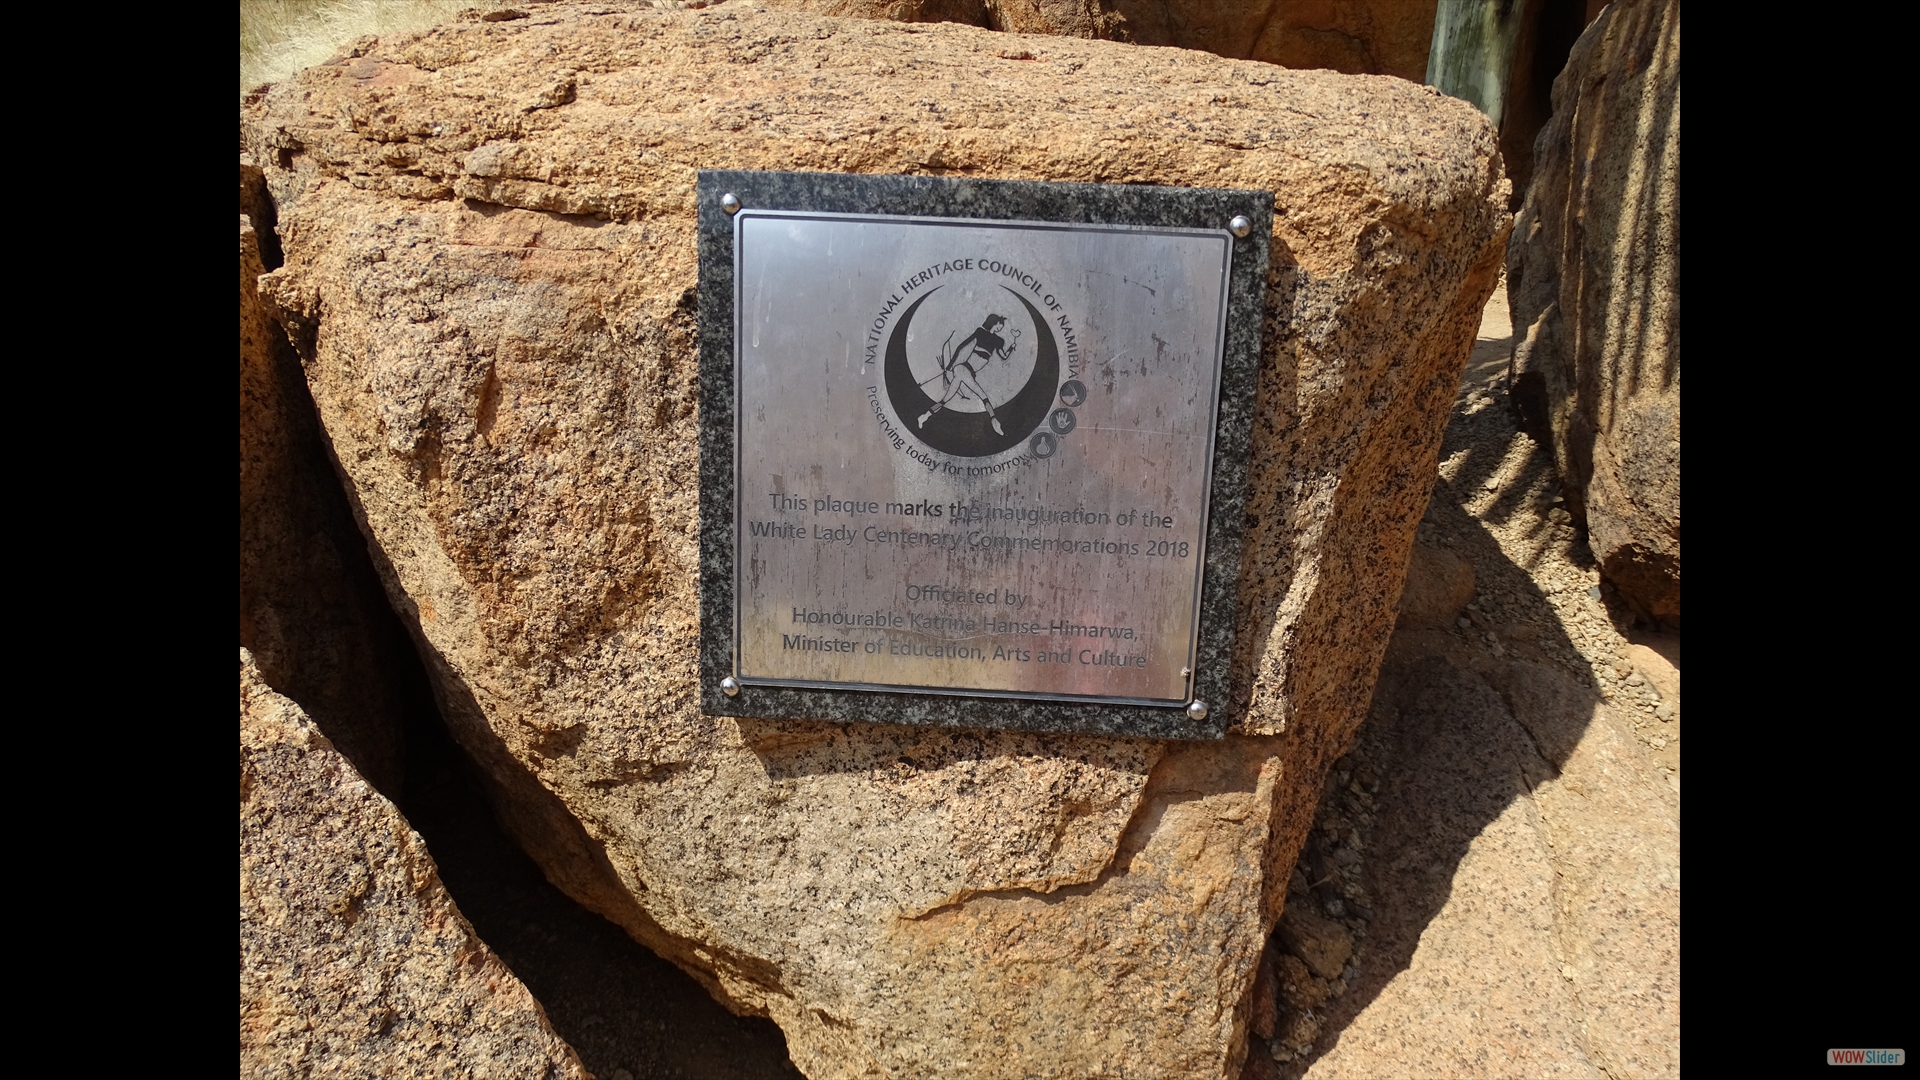 NATIONAL HERITAGE COUNCIL OF NAMIBIA
Preserving today for tomorrow
This plaque marks the inauguration of the
White Lady Centenary Commemorations 2018
Officiated by
Honourable Katrina Hanse-Himarwa,
Minister of Education, Arts and Culture
WOWSlider